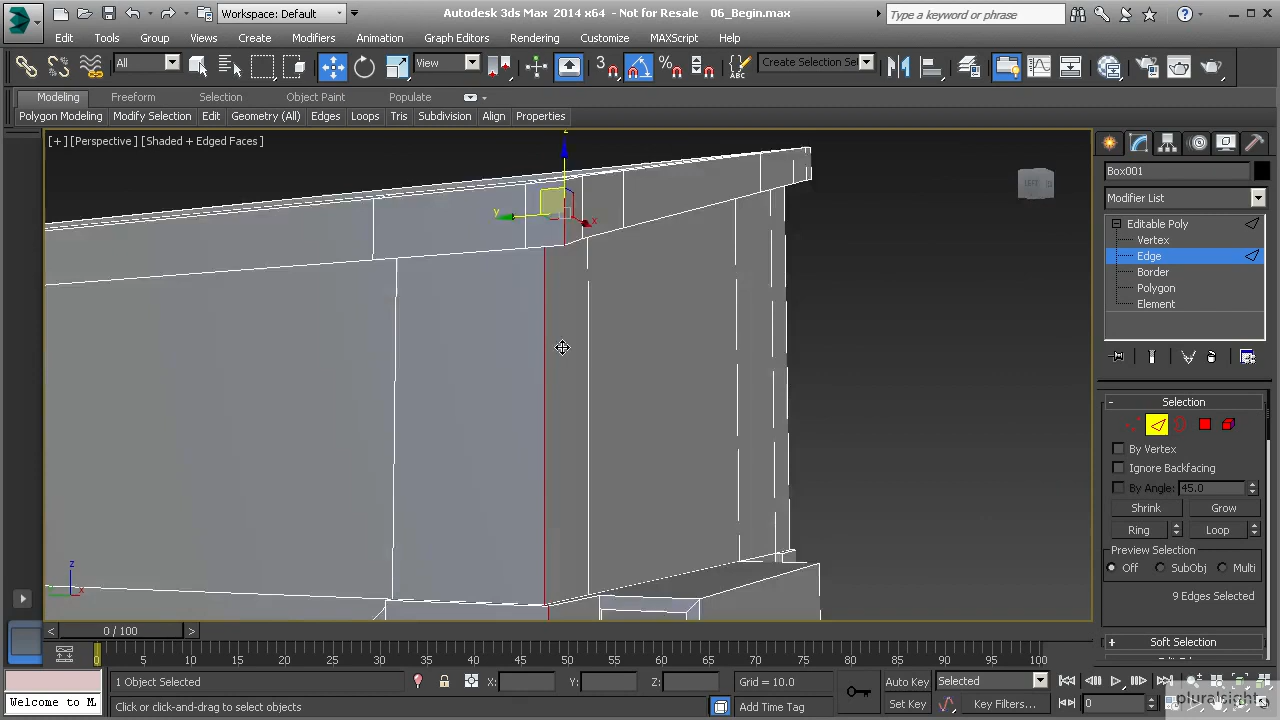 Workspace: Default
Autodesk 3ds Max 2014 x64 - Not for Resale 06_Begin.max
Type a keyword or phrase
Edit Tools Group Views Create Modifiers Animation Graph Editors Rendering Customize MAXScript Help
All
View
3
Create Selection Se
Modeling Freeform Selection Object Paint Populate
Polygon Modeling Modify Selection Edit Geometry (All) Edges Loops Tris Subdivision Align Properties
[+] [Perspective] [Shaded + Edged Faces]
z
y
x
LEFT
Box001
Modifier List
Editable Poly
Vertex
Edge
Border
Polygon
Element
- Selection
By Vertex
Ignore Backfacing
By Angle: 45.0
Shrink Grow
Ring Loop
Preview Selection
Off SubObj Multi
9 Edges Selected
+ Soft Selection
z
x
< 0 / 100 >
0 5 10 15 20 25 30 35 40 45 50 55 60 65 70 75 80 85 90 95 100
1 Object Selected
X: Y: Z:
Grid = 10.0
Auto Key Selected
Welcome to M
Click or click-and-drag to select objects
Add Time Tag
Set Key Key Filters...
0
pluralsight